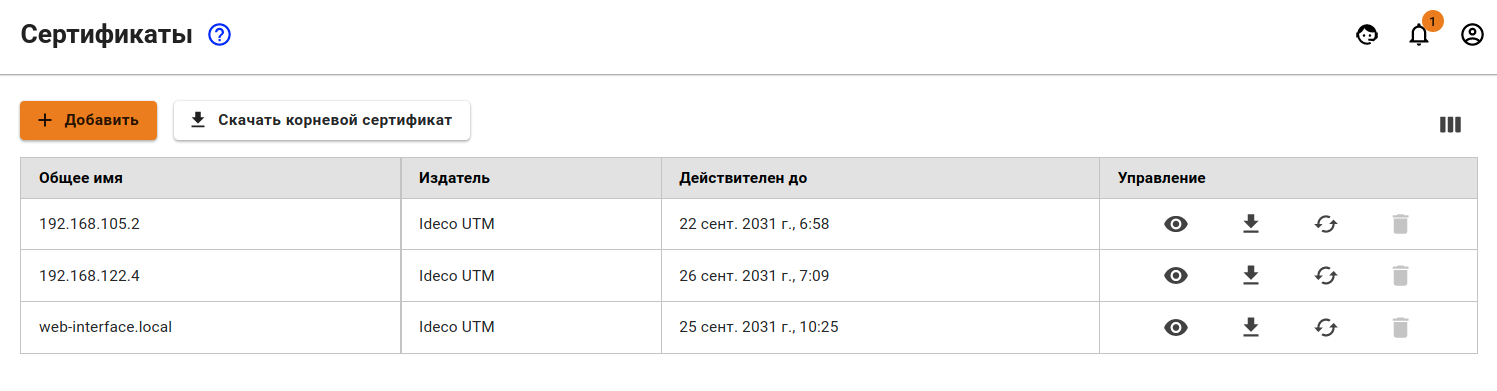 Сертификаты ?
1
Добавить Скачать корневой сертификат
Общее имя Издатель Действителен до Управление
192.168.105.2 Ideco UTM 22 сент. 2031 г., 6:58
192.168.122.4 Ideco UTM 26 сент. 2031 г., 7:09
web-interface.local Ideco UTM 25 сент. 2031 г., 10:25